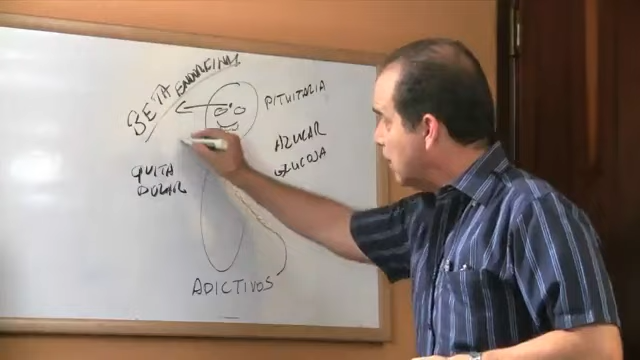 BETA ENDORFINAS
PITUITARIA
AZUCAR
GLUCOSA
QUITA
DOLOR
ADICTIVOS